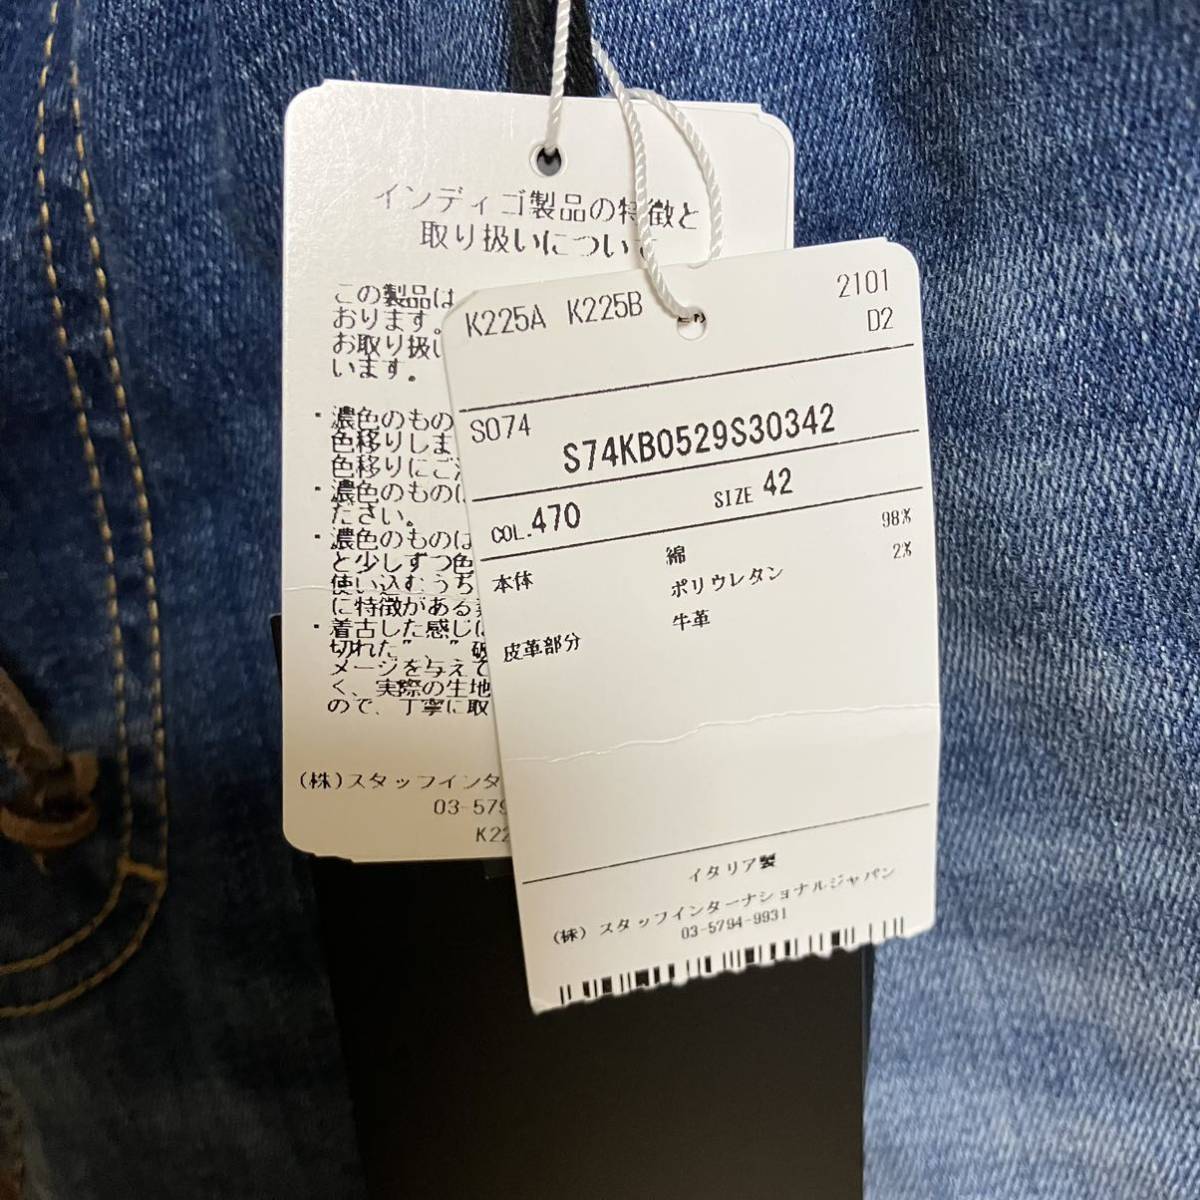 インディゴ製品の特徴と
取り扱いについて
この製品は
おります。
お取り扱い
います。
・濃色のもの
色移りしま
色移りにご注
・濃色のものは
ださい。
・濃色のものは
と少しずつ色
使い込むうち
に特徴がある
・着古した感じ
切れた"、"破
メージを与えて
く、実際の生地
ので、丁寧に取
(株)スタッフインタ
03-579
K22
K225A K225B 2101
D2
S074
S74KB0529S30342
COL.470 SIZE 42
本体 綿 98%
ポリウレタン 2%
皮革部分 牛革
イタリア製
(株) スタッフインターナショナルジャパン
03-5794-9931